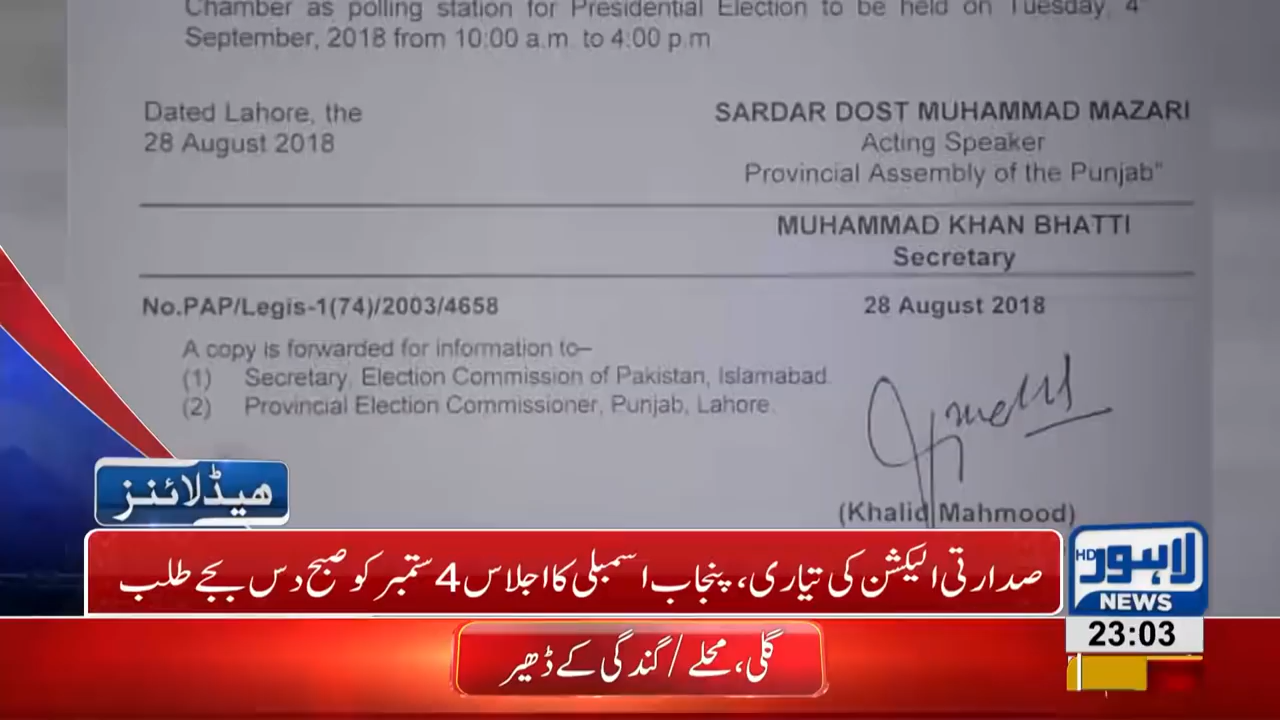 Chamber as polling station for Presidential Election to be held on Tuesday, 4th
September, 2018 from 10:00 a.m. to 4:00 p.m
Dated Lahore, the
28 August 2018
SARDAR DOST MUHAMMAD MAZARI
Acting Speaker
Provincial Assembly of the Punjab"
MUHAMMAD KHAN BHATTI
Secretary
No.PAP/Legis-1(74)/2003/4658
28 August 2018
A copy is forwarded for information to–
(1) Secretary, Election Commission of Pakistan, Islamabad.
(2) Provincial Election Commissioner, Punjab, Lahore.
(Khalid Mahmood)
ھیڈلائنز
صدارتی الیکشن کی تیاری، پنجاب اسمبلی کا اجلاس 4 ستمبر کو صبح دس بجے طلب
HD لاہور
NEWS
23:03
گلی، محلے / گندگی کے ڈھیر